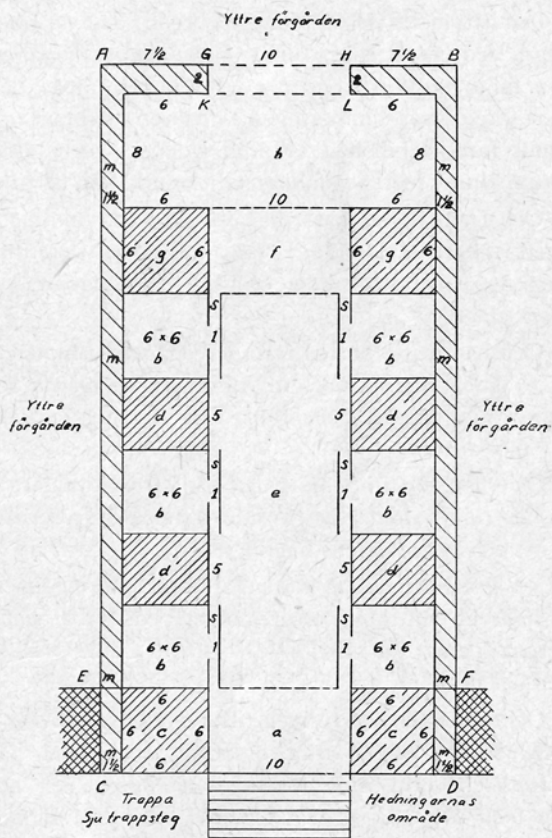 Yttre förgården
A 7½ G 10 H 7½ B
2 2
6 K L 6
8 h 8
m m
1½ 6 10 6 1½
6 g 6 f 6 g 6
s s
6 × 6 1 1 6 × 6
m b b m
d 5 5 d
Yttre
förgården
Yttre
förgården
s s
6 × 6 1 e 1 6 × 6
b b
d 5 5 d
s s
6 × 6 1 1 6 × 6
b b
E m m F
6 6
6 c 6 a 6 c 6
m m
1½ 6 10 6 1½
C D
Trappa
Sju trappsteg
Hedningarnas
område